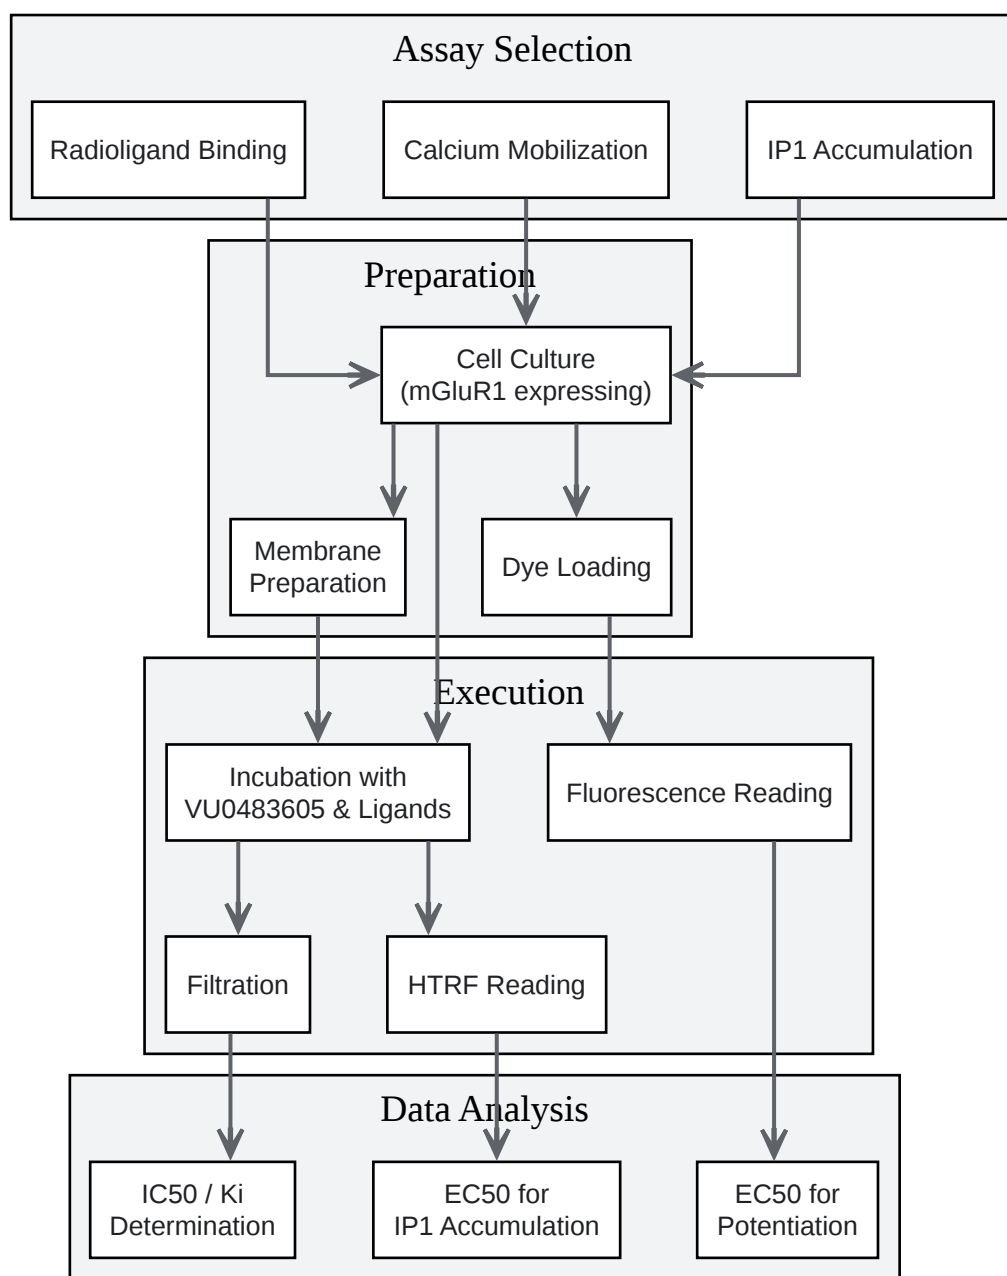 Assay Selection
Radioligand Binding
Calcium Mobilization
IP1 Accumulation
Preparation
Cell Culture
(mGluR1 expressing)
Membrane
Preparation
Dye Loading
Execution
Incubation with
VU0483605 & Ligands
Fluorescence Reading
Filtration
HTRF Reading
Data Analysis
IC50 / Ki
Determination
EC50 for
IP1 Accumulation
EC50 for
Potentiation